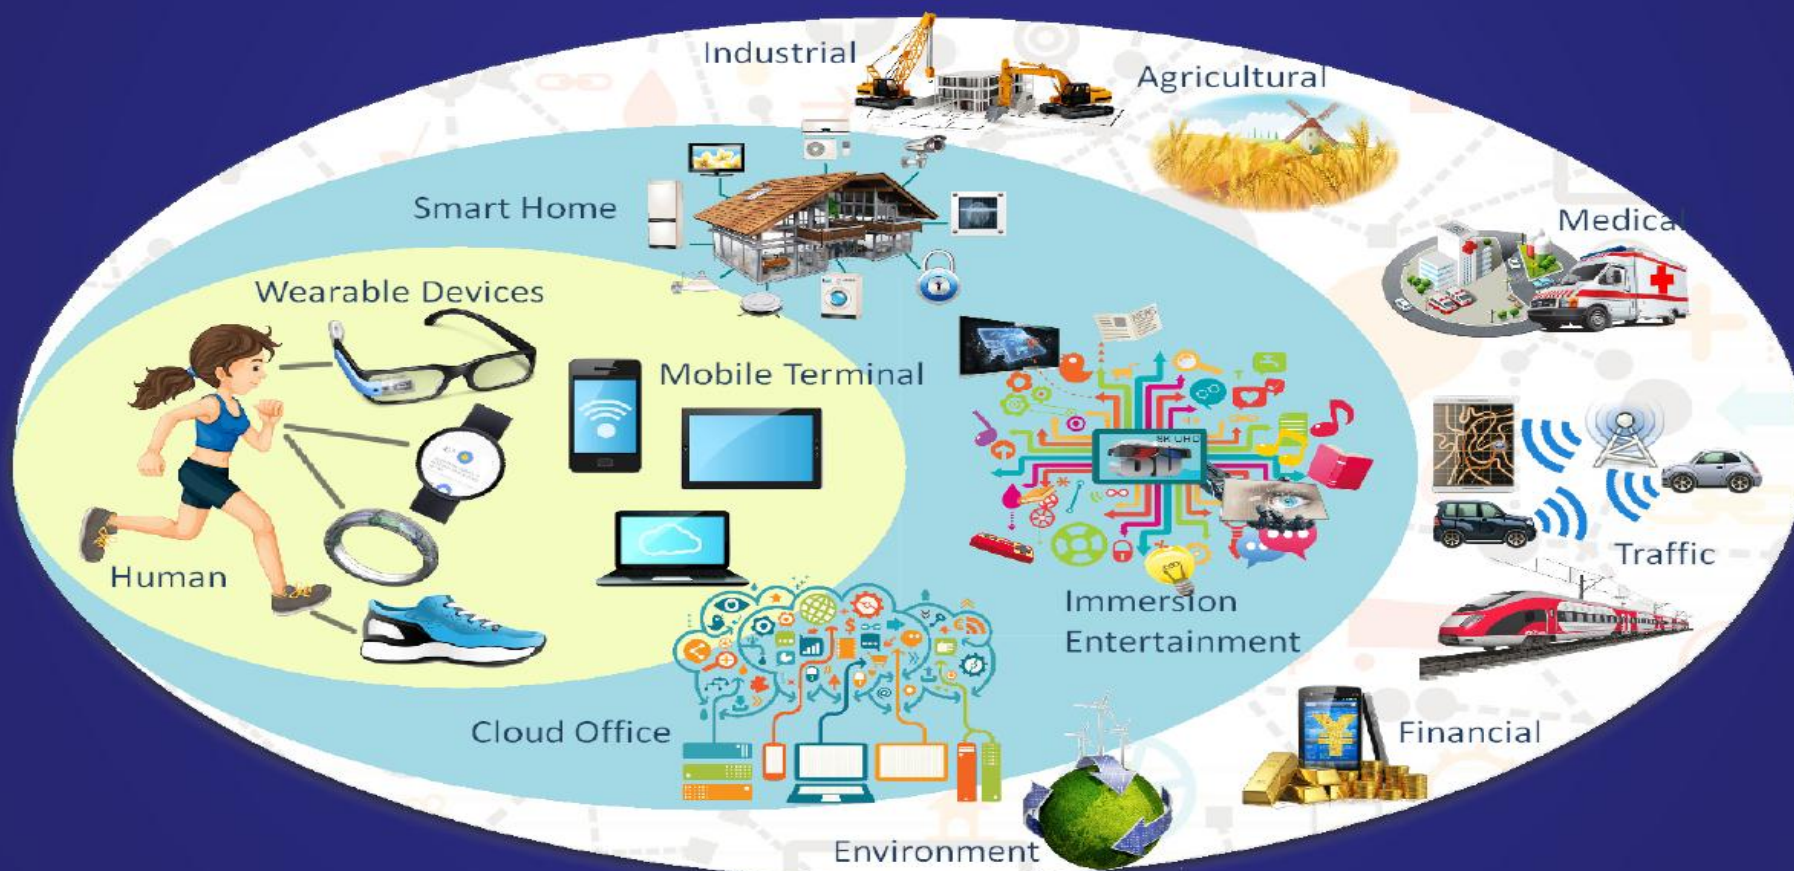 Industrial
Agricultural
Smart Home
Medical
Wearable Devices
Mobile Terminal
Human
Traffic
Immersion
Entertainment
Cloud Office
Financial
Environment